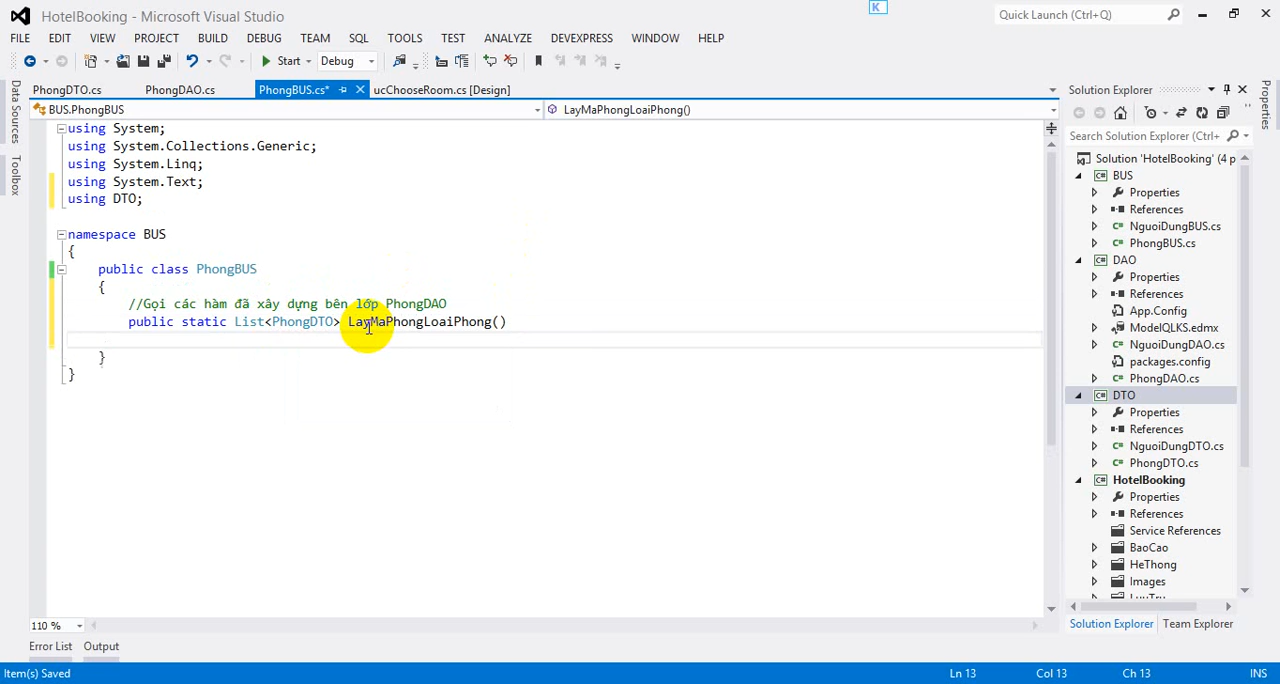 HotelBooking - Microsoft Visual Studio
K
Quick Launch (Ctrl+Q)
FILE EDIT VIEW PROJECT BUILD DEBUG TEAM SQL TOOLS TEST ANALYZE DEVEXPRESS WINDOW HELP
Start Debug
Data Sources
Toolbox
PhongDTO.cs PhongDAO.cs PhongBUS.cs* ucChooseRoom.cs [Design]
BUS.PhongBUS LayMaPhongLoaiPhong()
using System;
using System.Collections.Generic;
using System.Linq;
using System.Text;
using DTO;
namespace BUS
{
public class PhongBUS
{
//Gọi các hàm đã xây dựng bên lớp PhongDAO
public static List<PhongDTO> LayMaPhongLoaiPhong()
}
}
110 %
Solution Explorer
Search Solution Explorer (Ctrl+
Solution 'HotelBooking' (4 p
BUS
Properties
References
NguoiDungBUS.cs
PhongBUS.cs
DAO
Properties
References
App.Config
ModelQLKS.edmx
NguoiDungDAO.cs
packages.config
PhongDAO.cs
DTO
Properties
References
NguoiDungDTO.cs
PhongDTO.cs
HotelBooking
Properties
References
Service References
BaoCao
HeThong
Images
LuuTru
Solution Explorer Team Explorer
Properties
Error List Output
Item(s) Saved Ln 13 Col 13 Ch 13 INS